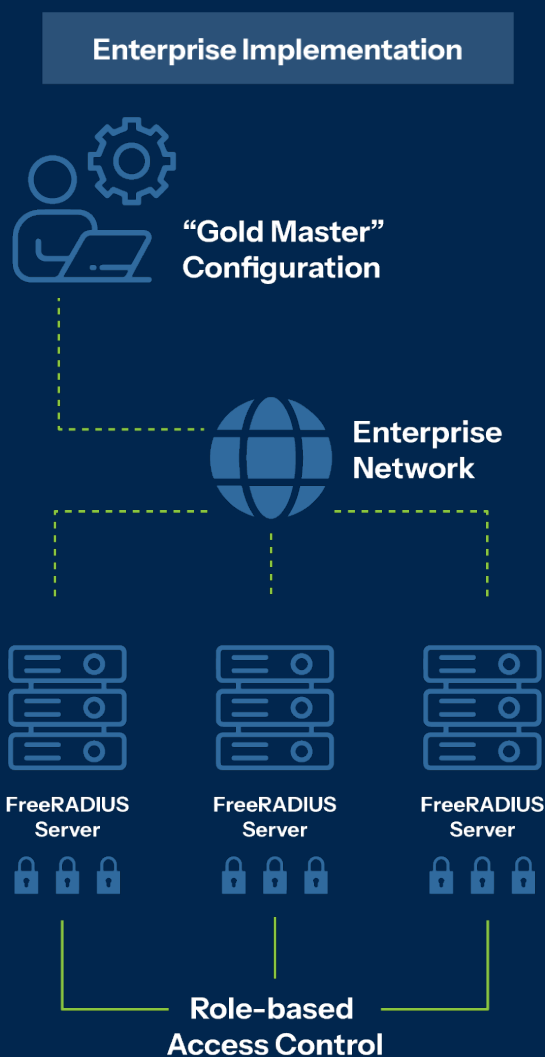 Enterprise Implementation
“Gold Master”
Configuration
Enterprise
Network
FreeRADIUS
Server
FreeRADIUS
Server
FreeRADIUS
Server
Role-based
Access Control